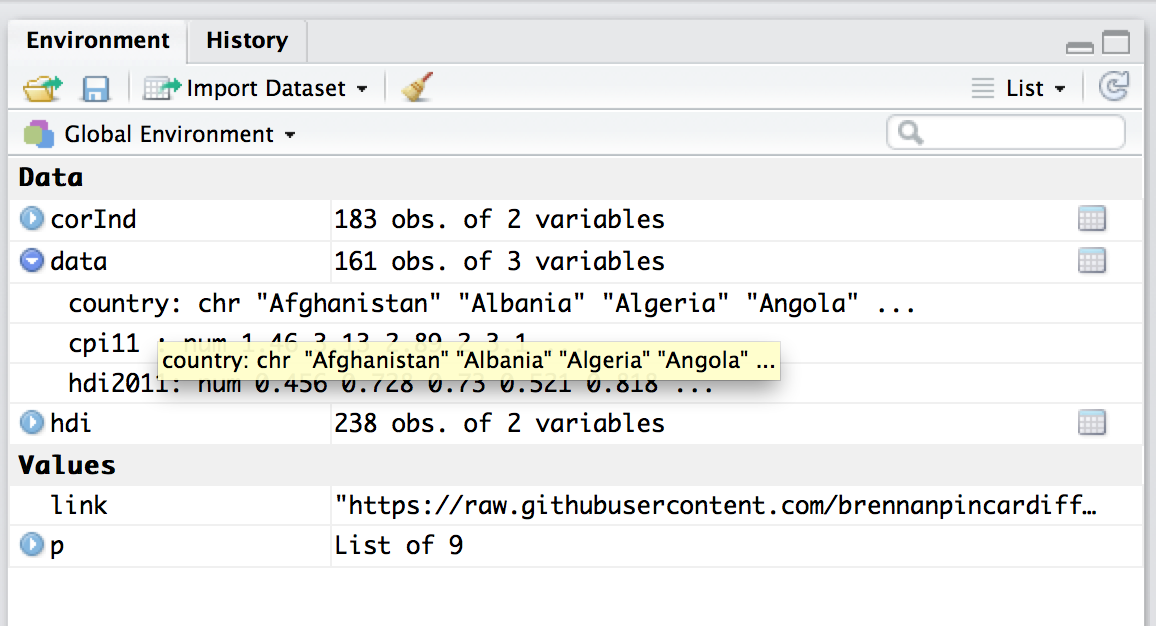 Environment History
Import Dataset List
Global Environment
Data
corInd 183 obs. of 2 variables
data 161 obs. of 3 variables
country: chr "Afghanistan" "Albania" "Algeria" "Angola" ...
cpi11 : num 1.46 3.13 2.89 2 3.1
country: chr "Afghanistan" "Albania" "Algeria" "Angola" ...
hdi2011: num 0.456 0.728 0.73 0.521 0.818 ...
hdi 238 obs. of 2 variables
Values
link "https://raw.githubusercontent.com/brennanpincardiff…
p List of 9